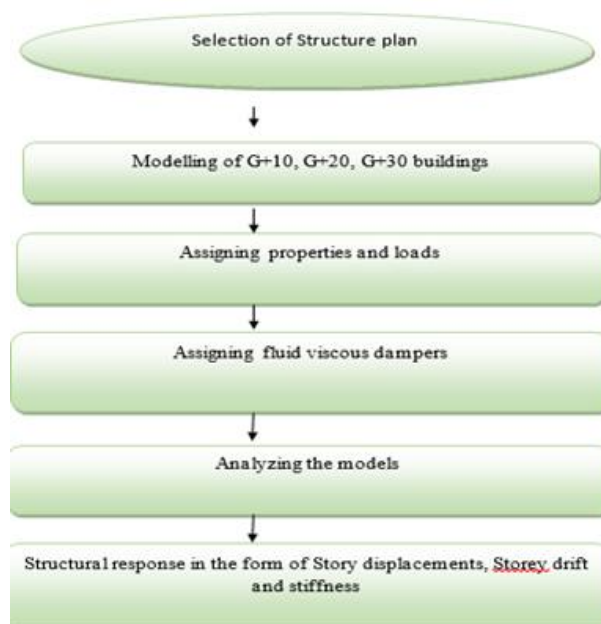 Selection of Structure plan
Modelling of G+10, G+20, G+30 buildings
Assigning properties and loads
Assigning fluid viscous dampers
Analyzing the models
Structural response in the form of Story displacements, Storey drift
and stiffness